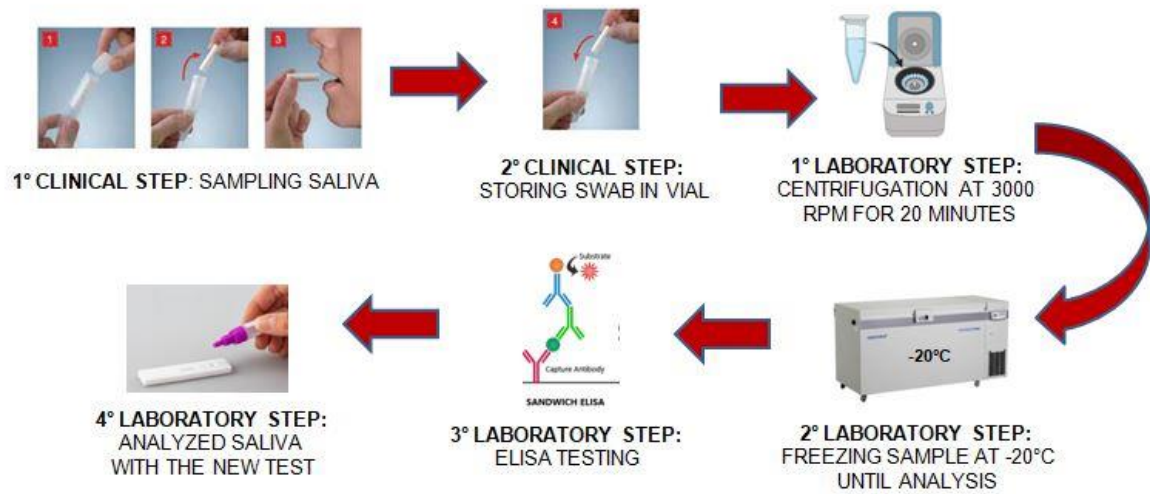 1
2
3
4
1° CLINICAL STEP: SAMPLING SALIVA
2° CLINICAL STEP:
STORING SWAB IN VIAL
1° LABORATORY STEP:
CENTRIFUGATION AT 3000
RPM FOR 20 MINUTES
-20°C
2° LABORATORY STEP:
FREEZING SAMPLE AT -20°C
UNTIL ANALYSIS
Substrate
Capture Antibody
SANDWICH ELISA
3° LABORATORY STEP:
ELISA TESTING
4° LABORATORY STEP:
ANALYZED SALIVA
WITH THE NEW TEST